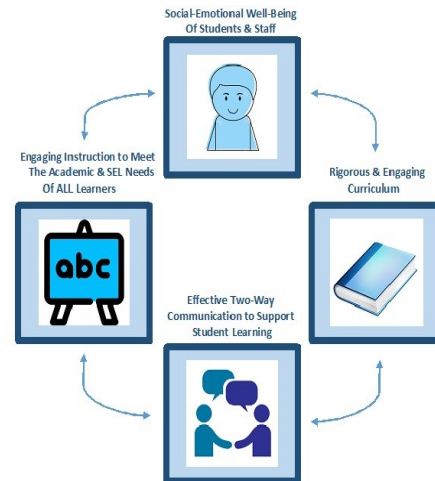 Social-Emotional Well-Being
Of Students & Staff
Engaging Instruction to Meet
The Academic & SEL Needs
Of ALL Learners
Rigorous & Engaging
Curriculum
abc
Effective Two-Way
Communication to Support
Student Learning